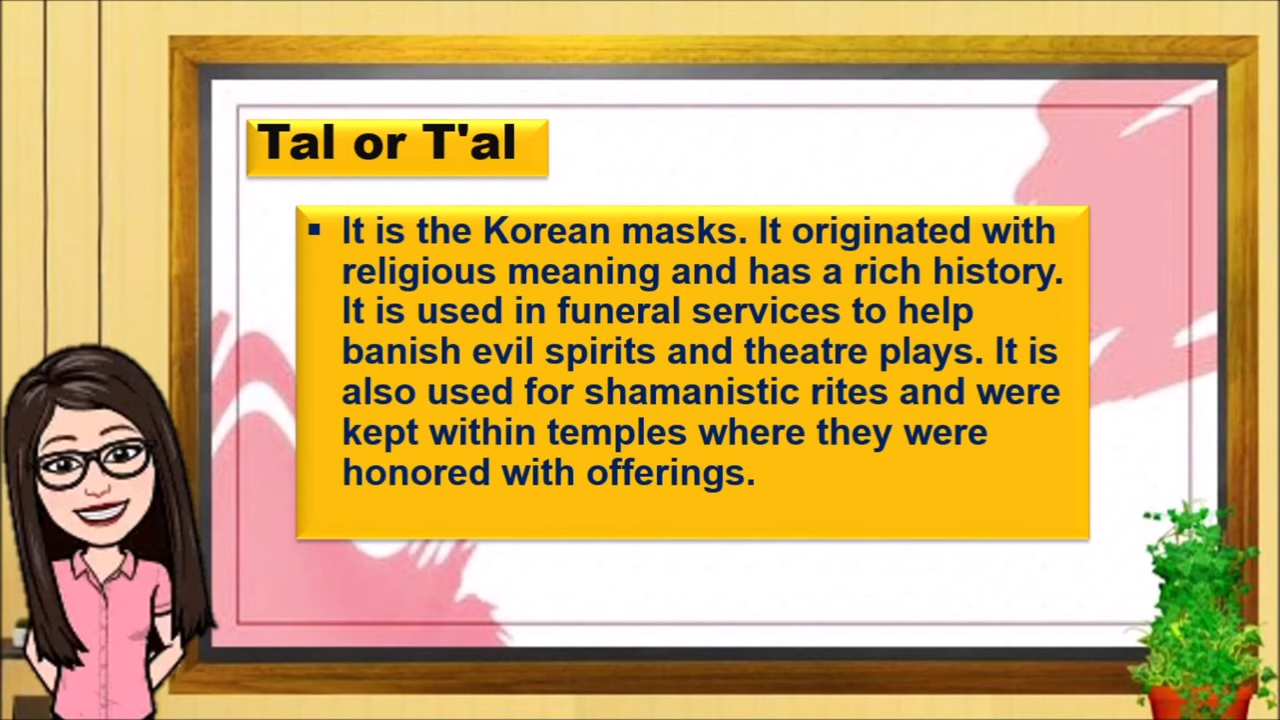 Tal or T'al
▪ It is the Korean masks. It originated with
religious meaning and has a rich history.
It is used in funeral services to help
banish evil spirits and theatre plays. It is
also used for shamanistic rites and were
kept within temples where they were
honored with offerings.